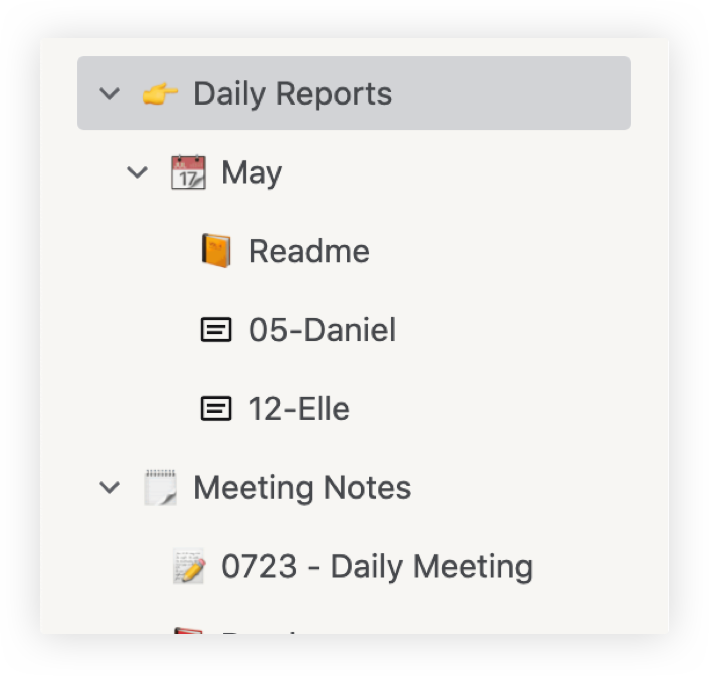 Daily Reports
May
Readme
05-Daniel
12-Elle
Meeting Notes
0723 - Daily Meeting